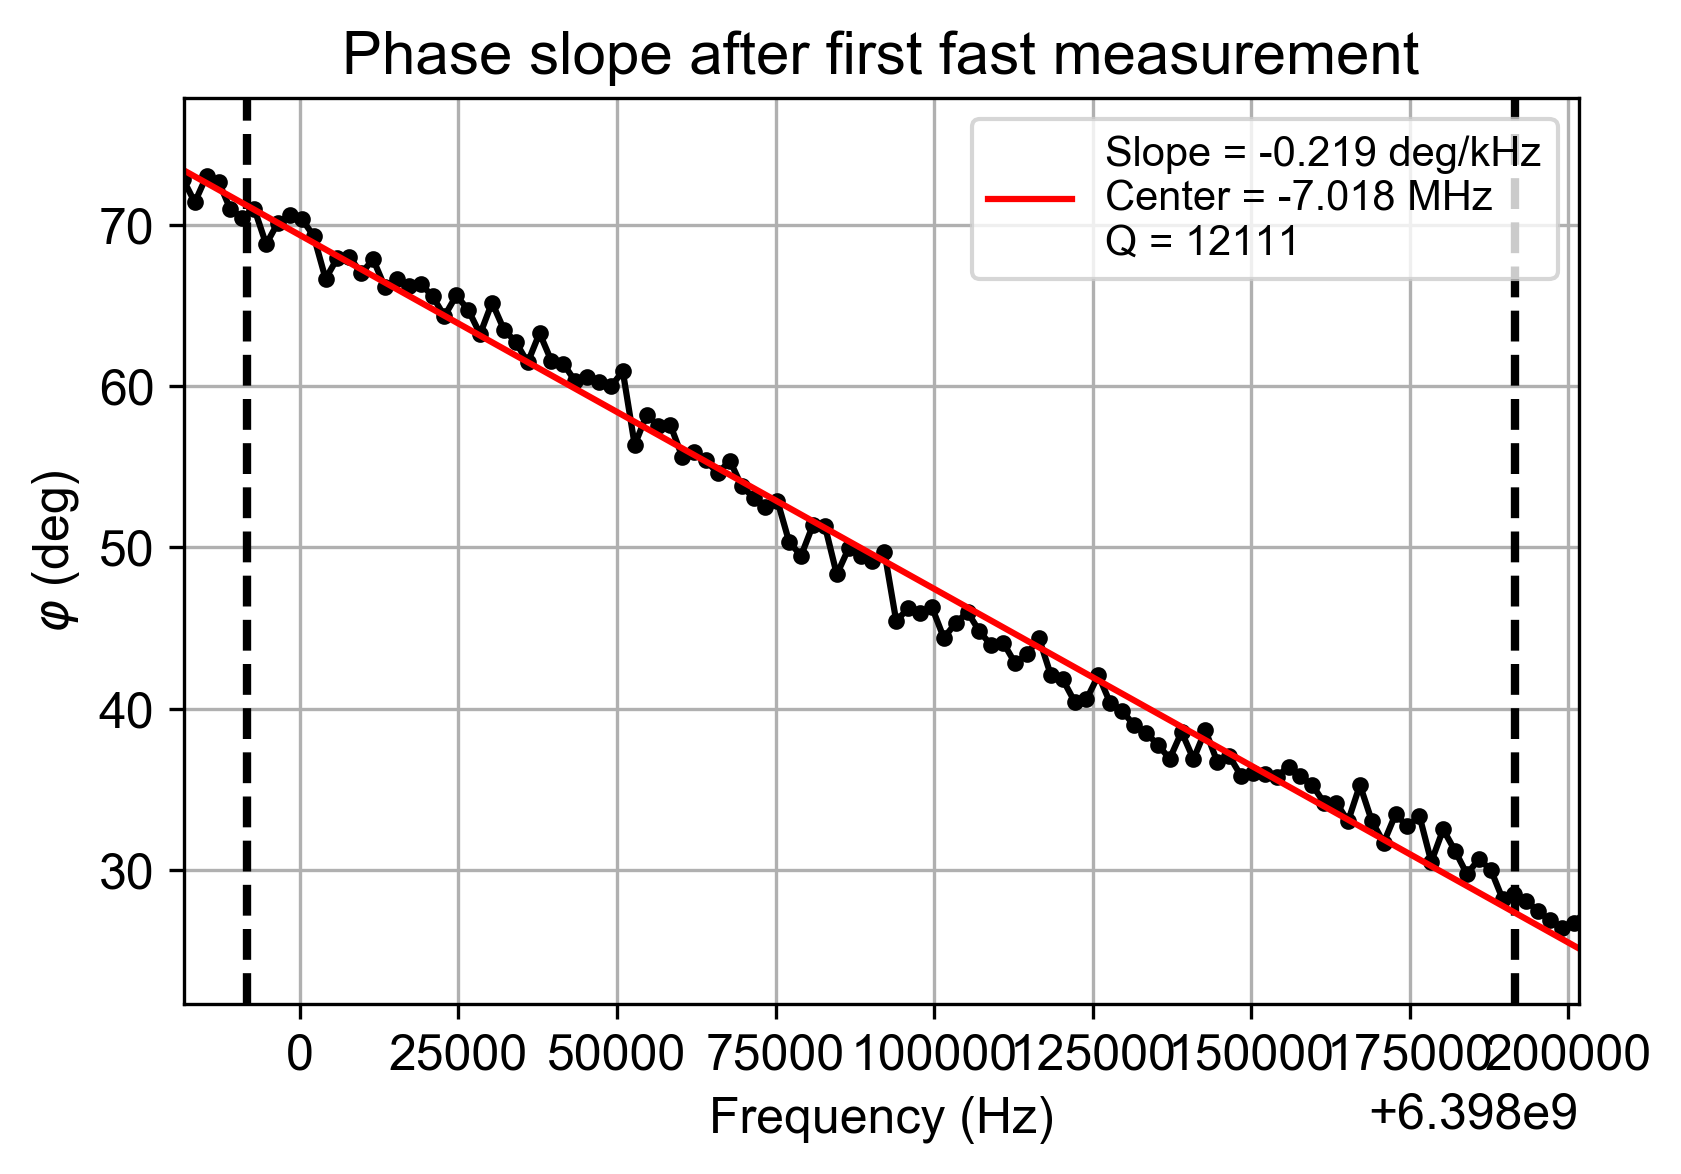 Phase slope after first fast measurement
Slope = -0.219 deg/kHz
Center = -7.018 MHz
Q = 12111
70
60
50
40
30
φ (deg)
0 25000 50000 75000 100000 125000 150000 175000 200000
Frequency (Hz)
+6.398e9